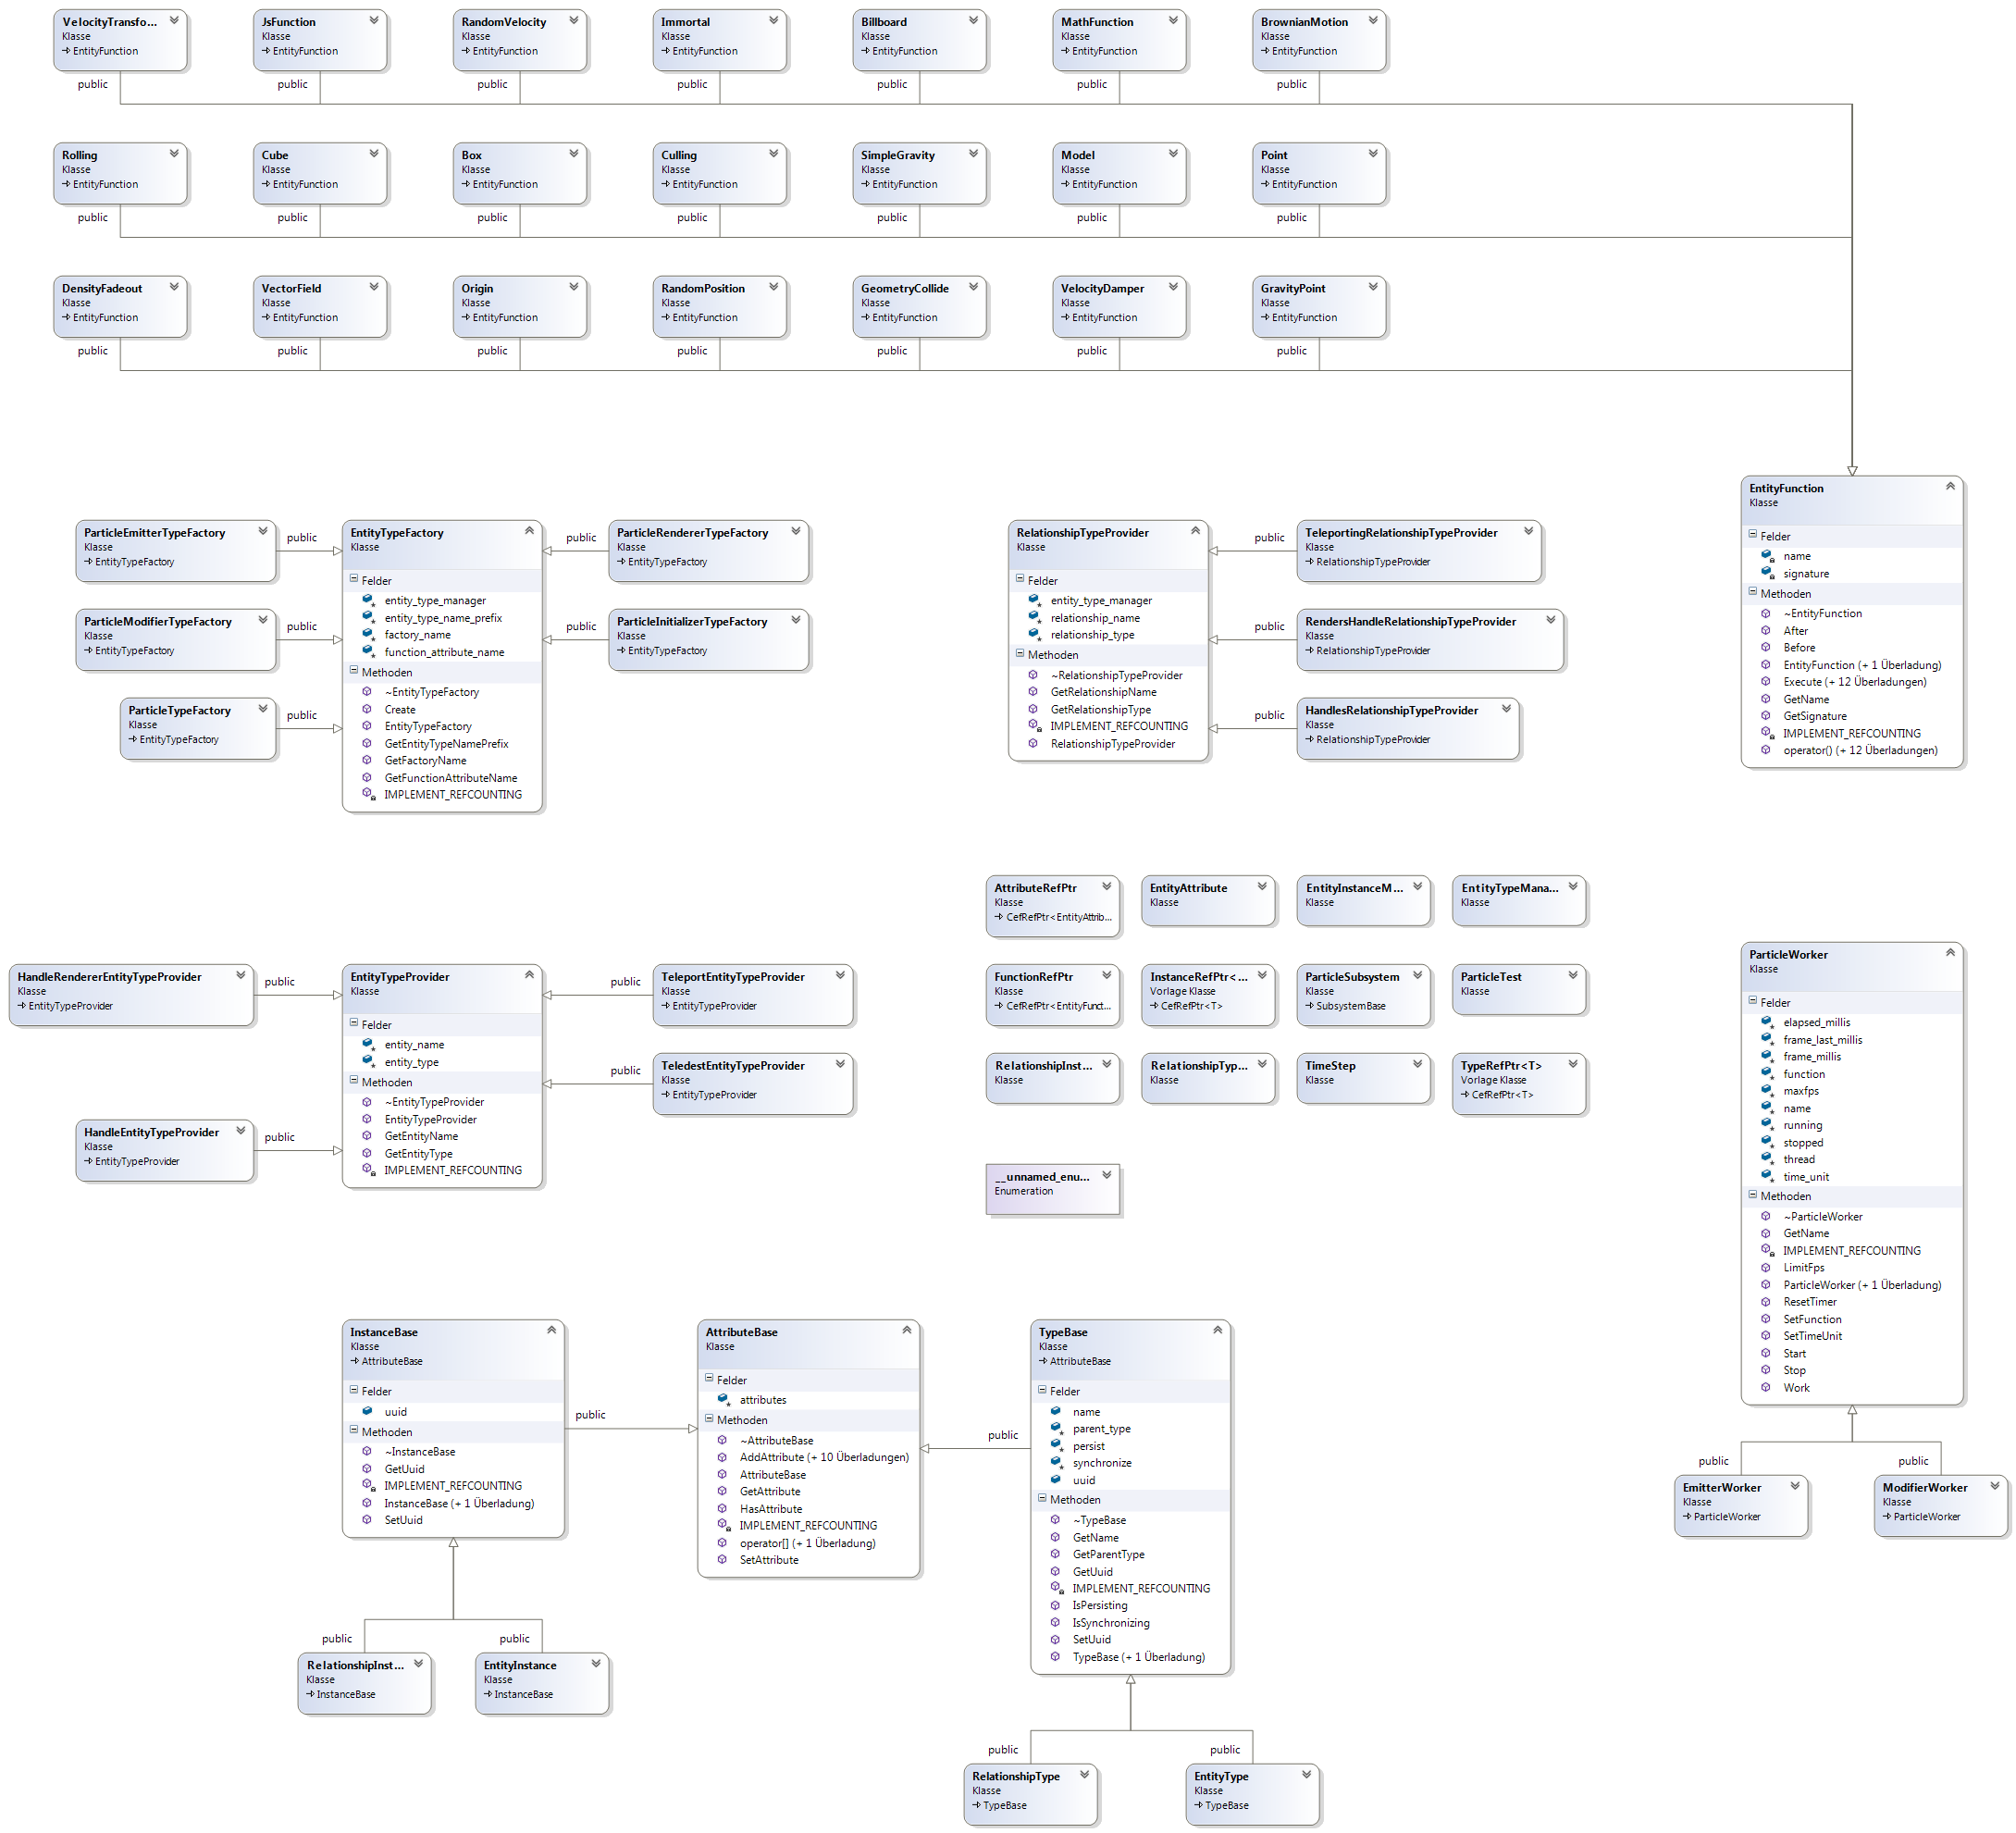 VelocityTransfo...
Klasse
EntityFunction
public
JsFunction
Klasse
EntityFunction
public
RandomVelocity
Klasse
EntityFunction
public
Immortal
Klasse
EntityFunction
public
Billboard
Klasse
EntityFunction
public
MathFunction
Klasse
EntityFunction
public
BrownianMotion
Klasse
EntityFunction
public
Rolling
Klasse
EntityFunction
public
Cube
Klasse
EntityFunction
public
Box
Klasse
EntityFunction
public
Culling
Klasse
EntityFunction
public
SimpleGravity
Klasse
EntityFunction
public
Model
Klasse
EntityFunction
public
Point
Klasse
EntityFunction
public
DensityFadeout
Klasse
EntityFunction
public
VectorField
Klasse
EntityFunction
public
Origin
Klasse
EntityFunction
public
RandomPosition
Klasse
EntityFunction
public
GeometryCollide
Klasse
EntityFunction
public
VelocityDamper
Klasse
EntityFunction
public
GravityPoint
Klasse
EntityFunction
public
EntityFunction
Klasse
Felder
name
signature
Methoden
~EntityFunction
After
Before
EntityFunction (+ 1 Überladung)
Execute (+ 12 Überladungen)
GetName
GetSignature
IMPLEMENT_REFCOUNTING
operator() (+ 12 Überladungen)
ParticleEmitterTypeFactory
Klasse
EntityTypeFactory
public
ParticleModifierTypeFactory
Klasse
EntityTypeFactory
public
ParticleTypeFactory
Klasse
EntityTypeFactory
public
EntityTypeFactory
Klasse
Felder
entity_type_manager
entity_type_name_prefix
factory_name
function_attribute_name
Methoden
~EntityTypeFactory
Create
EntityTypeFactory
GetEntityTypeNamePrefix
GetFactoryName
GetFunctionAttributeName
IMPLEMENT_REFCOUNTING
public
ParticleRendererTypeFactory
Klasse
EntityTypeFactory
public
ParticleInitializerTypeFactory
Klasse
EntityTypeFactory
RelationshipTypeProvider
Klasse
Felder
entity_type_manager
relationship_name
relationship_type
Methoden
~RelationshipTypeProvider
GetRelationshipName
GetRelationshipType
IMPLEMENT_REFCOUNTING
RelationshipTypeProvider
public
TeleportingRelationshipTypeProvider
Klasse
RelationshipTypeProvider
public
RendersHandleRelationshipTypeProvider
Klasse
RelationshipTypeProvider
public
HandlesRelationshipTypeProvider
Klasse
RelationshipTypeProvider
HandleRendererEntityTypeProvider
Klasse
EntityTypeProvider
public
HandleEntityTypeProvider
Klasse
EntityTypeProvider
public
EntityTypeProvider
Klasse
Felder
entity_name
entity_type
Methoden
~EntityTypeProvider
EntityTypeProvider
GetEntityName
GetEntityType
IMPLEMENT_REFCOUNTING
public
TeleportEntityTypeProvider
Klasse
EntityTypeProvider
public
TeledestEntityTypeProvider
Klasse
EntityTypeProvider
AttributeRefPtr
Klasse
CefRefPtr<EntityAttrib...
EntityAttribute
Klasse
EntityInstanceM...
Klasse
EntityTypeMana...
Klasse
FunctionRefPtr
Klasse
CefRefPtr<EntityFunct...
InstanceRefPtr<...
Vorlage Klasse
CefRefPtr<T>
ParticleSubsystem
Klasse
SubsystemBase
ParticleTest
Klasse
RelationshipInst...
Klasse
RelationshipTyp...
Klasse
TimeStep
Klasse
TypeRefPtr<T>
Vorlage Klasse
CefRefPtr<T>
__unnamed_enu...
Enumeration
ParticleWorker
Klasse
Felder
elapsed_millis
frame_last_millis
frame_millis
function
maxfps
name
running
stopped
thread
time_unit
Methoden
~ParticleWorker
GetName
IMPLEMENT_REFCOUNTING
LimitFps
ParticleWorker (+ 1 Überladung)
ResetTimer
SetFunction
SetTimeUnit
Start
Stop
Work
public
EmitterWorker
Klasse
ParticleWorker
public
ModifierWorker
Klasse
ParticleWorker
InstanceBase
Klasse
AttributeBase
Felder
uuid
Methoden
~InstanceBase
GetUuid
IMPLEMENT_REFCOUNTING
InstanceBase (+ 1 Überladung)
SetUuid
public
AttributeBase
Klasse
Felder
attributes
Methoden
~AttributeBase
AddAttribute (+ 10 Überladungen)
AttributeBase
GetAttribute
HasAttribute
IMPLEMENT_REFCOUNTING
operator[] (+ 1 Überladung)
SetAttribute
public
TypeBase
Klasse
AttributeBase
Felder
name
parent_type
persist
synchronize
uuid
Methoden
~TypeBase
GetName
GetParentType
GetUuid
IMPLEMENT_REFCOUNTING
IsPersisting
IsSynchronizing
SetUuid
TypeBase (+ 1 Überladung)
public
RelationshipInst...
Klasse
InstanceBase
public
EntityInstance
Klasse
InstanceBase
public
RelationshipType
Klasse
TypeBase
public
EntityType
Klasse
TypeBase